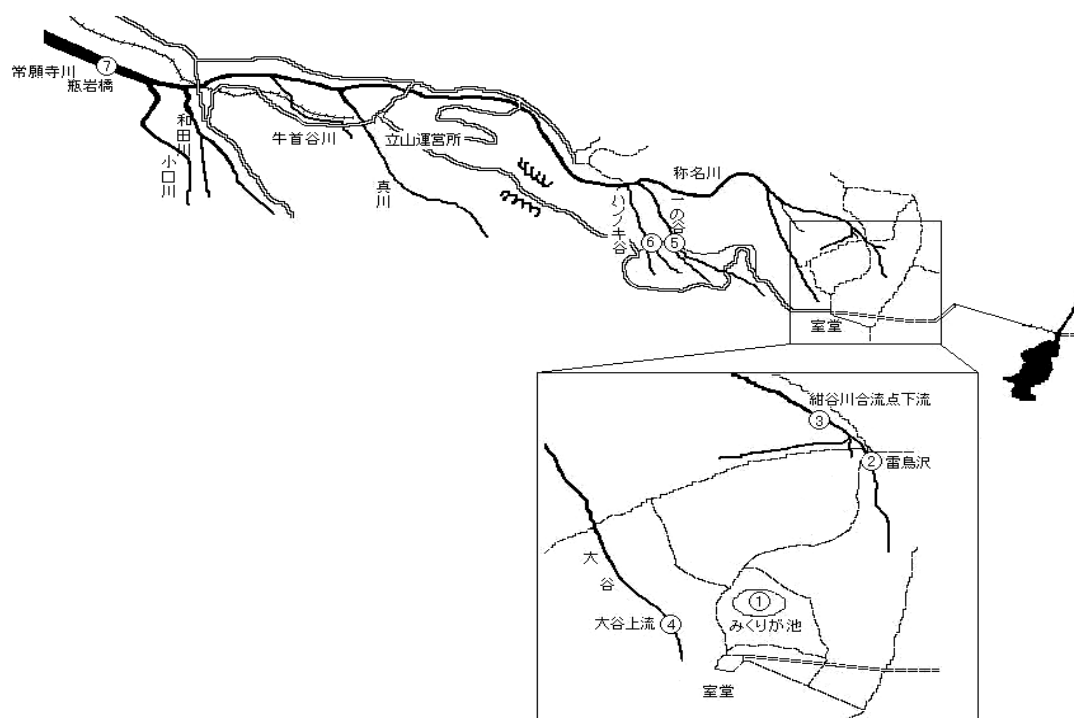 常願寺川
⑦
瓶岩橋
和田川
小口川
牛首谷川
真川
立山運営所
称名川
ハンノキ谷
一の谷
⑥
⑤
室堂
紺谷川合流点下流
③
②
雷鳥沢
大谷
①
みくりが池
大谷上流
④
室堂